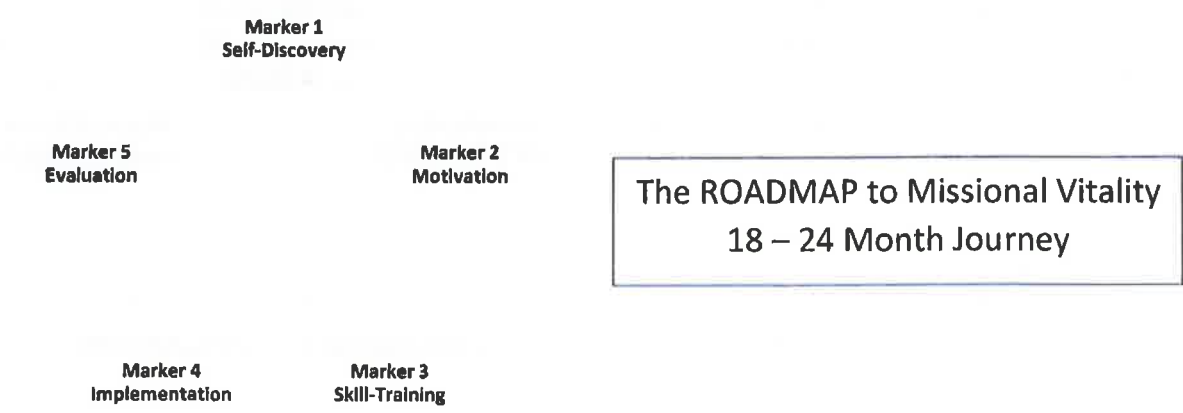 Marker 1
Self-Discovery
Marker 5
Evaluation
Marker 2
Motivation
The ROADMAP to Missional Vitality
18 – 24 Month Journey
Marker 4
Implementation
Marker 3
Skill-Training